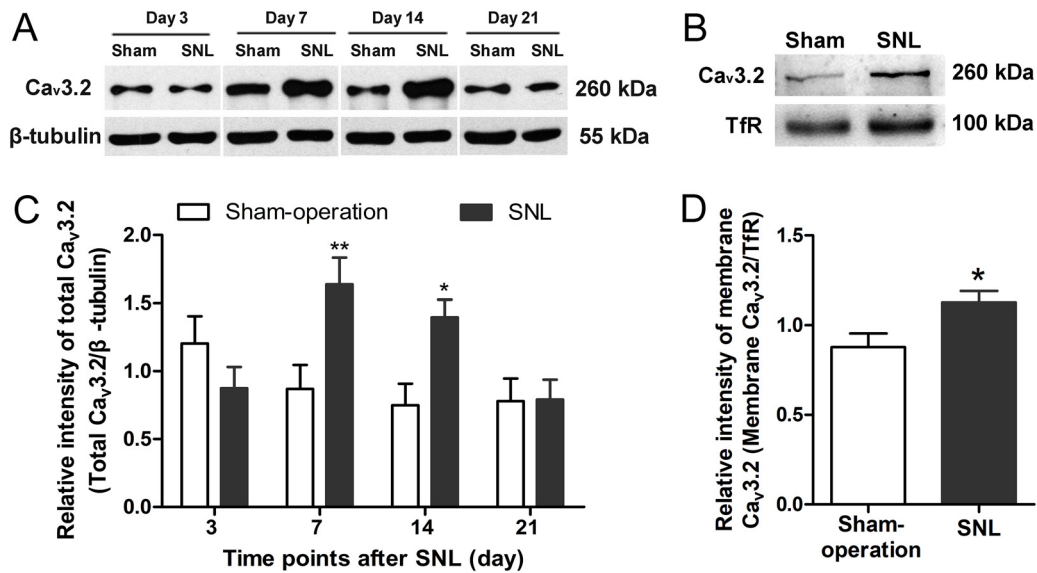 A
Day 3 Day 7 Day 14 Day 21
Sham SNL Sham SNL Sham SNL Sham SNL
Caᵥ3.2 260 kDa
β-tubulin 55 kDa
B
Sham SNL
Caᵥ3.2 260 kDa
TfR 100 kDa
C
Sham-operation SNL
Relative intensity of total Caᵥ3.2
(Total Caᵥ3.2/β -tubulin)
2.0
1.5
1.0
0.5
0.0
** *
3 7 14 21
Time points after SNL (day)
D
Relative intensity of membrane
Caᵥ3.2 (Membrane Caᵥ3.2/TfR)
1.5
1.0
0.5
0.0
*
Sham-
operation
SNL